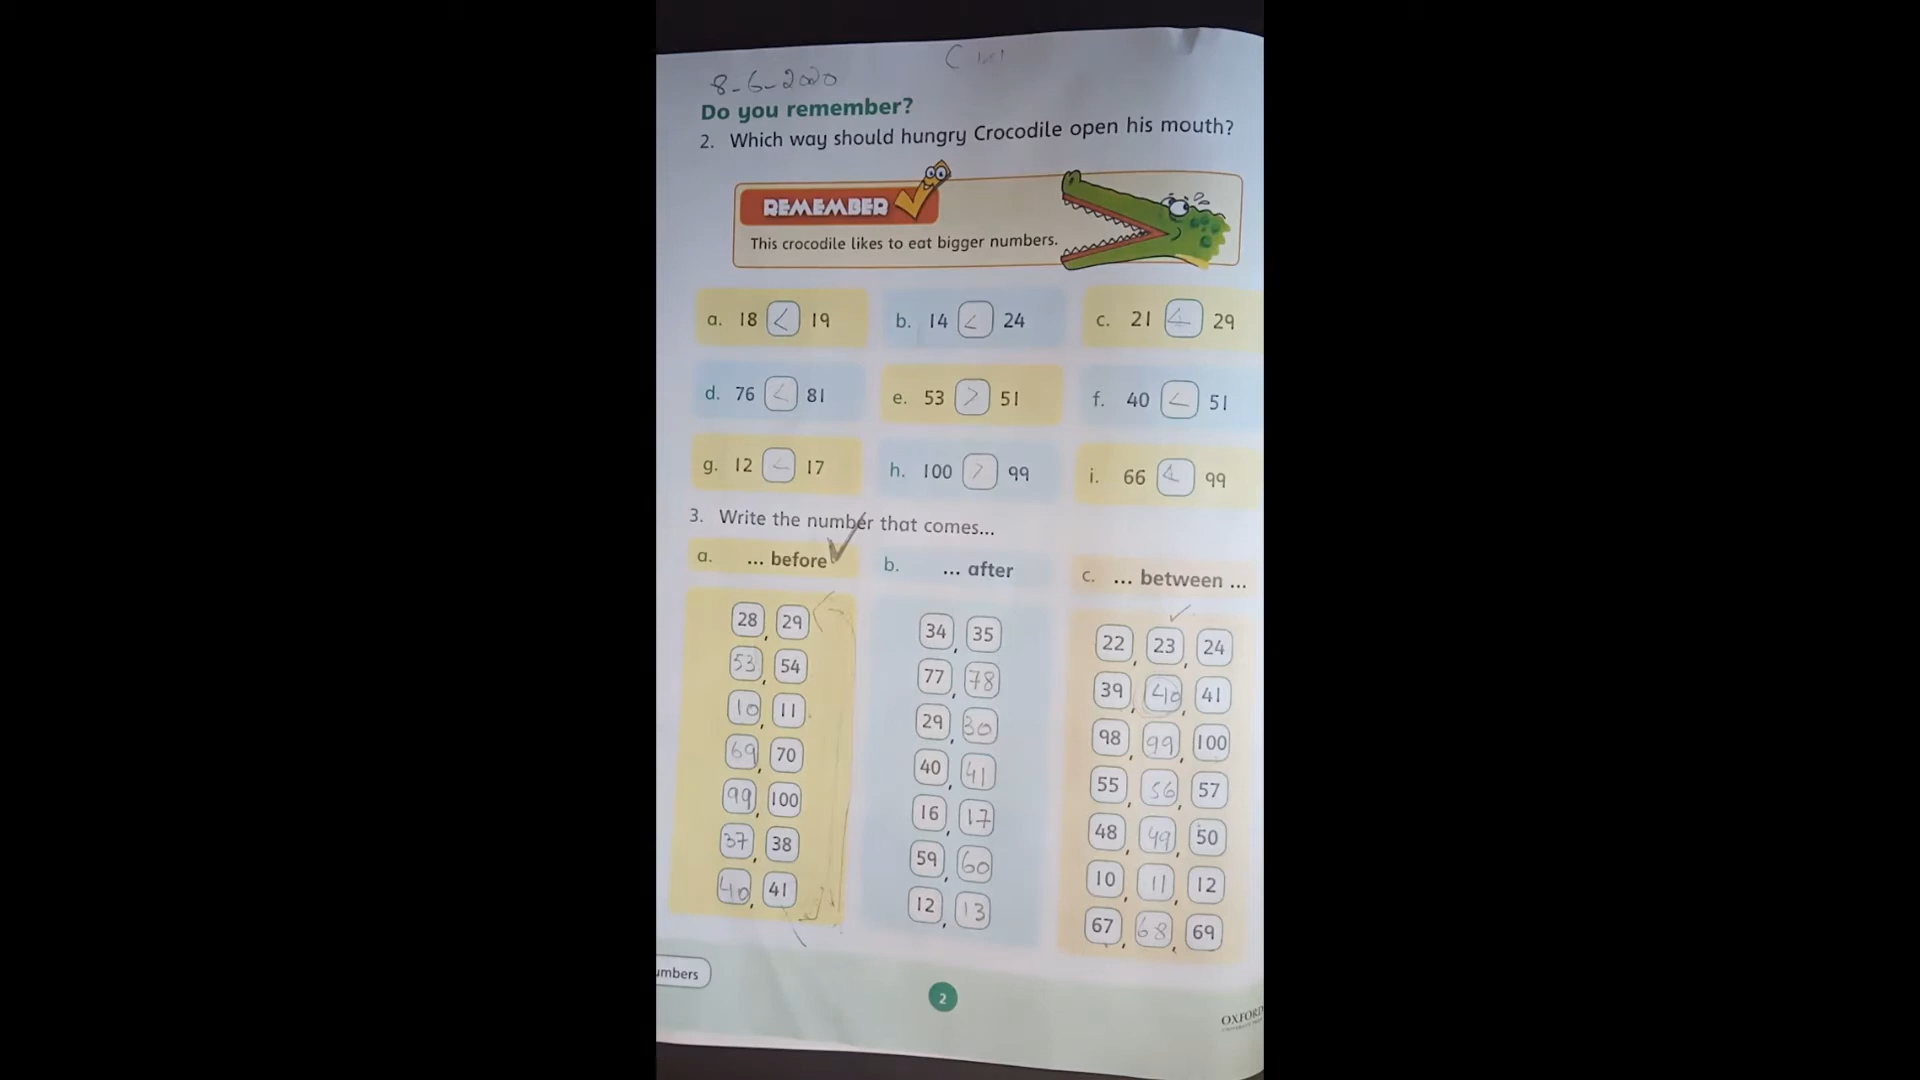 8-6-2020
Do you remember?
2. Which way should hungry Crocodile open his mouth?
REMEMBER
This crocodile likes to eat bigger numbers.
a. 18 < 19 b. 14 < 24 c. 21 < 29
d. 76 < 81 e. 53 > 51 f. 40 < 51
g. 12 < 17 h. 100 > 99 i. 66 < 99
3. Write the number that comes...
a. ... before b. ... after c. ... between ...
28, 29 34, 35 22, 23, 24
53, 54 77, 78 39, 40, 41
10, 11 29, 30 98, 99, 100
69, 70 40, 41 55, 56, 57
99, 100 16, 17 48, 49, 50
37, 38 59, 60 10, 11, 12
40, 41 12, 13 67, 68, 69
umbers
2
OXFORD